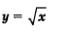 y = √x